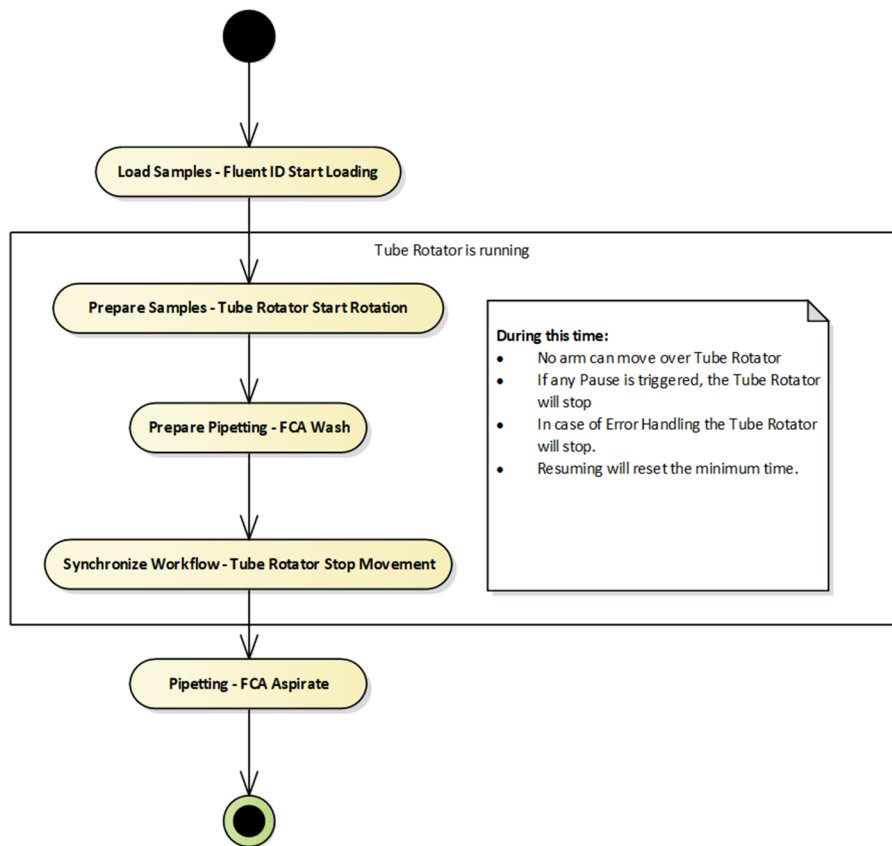 Load Samples - Fluent ID Start Loading
Tube Rotator is running
Prepare Samples - Tube Rotator Start Rotation
During this time:
• No arm can move over Tube Rotator
• If any Pause is triggered, the Tube Rotator
will stop
• In case of Error Handling the Tube Rotator
will stop.
• Resuming will reset the minimum time.
Prepare Pipetting - FCA Wash
Synchronize Workflow - Tube Rotator Stop Movement
Pipetting - FCA Aspirate